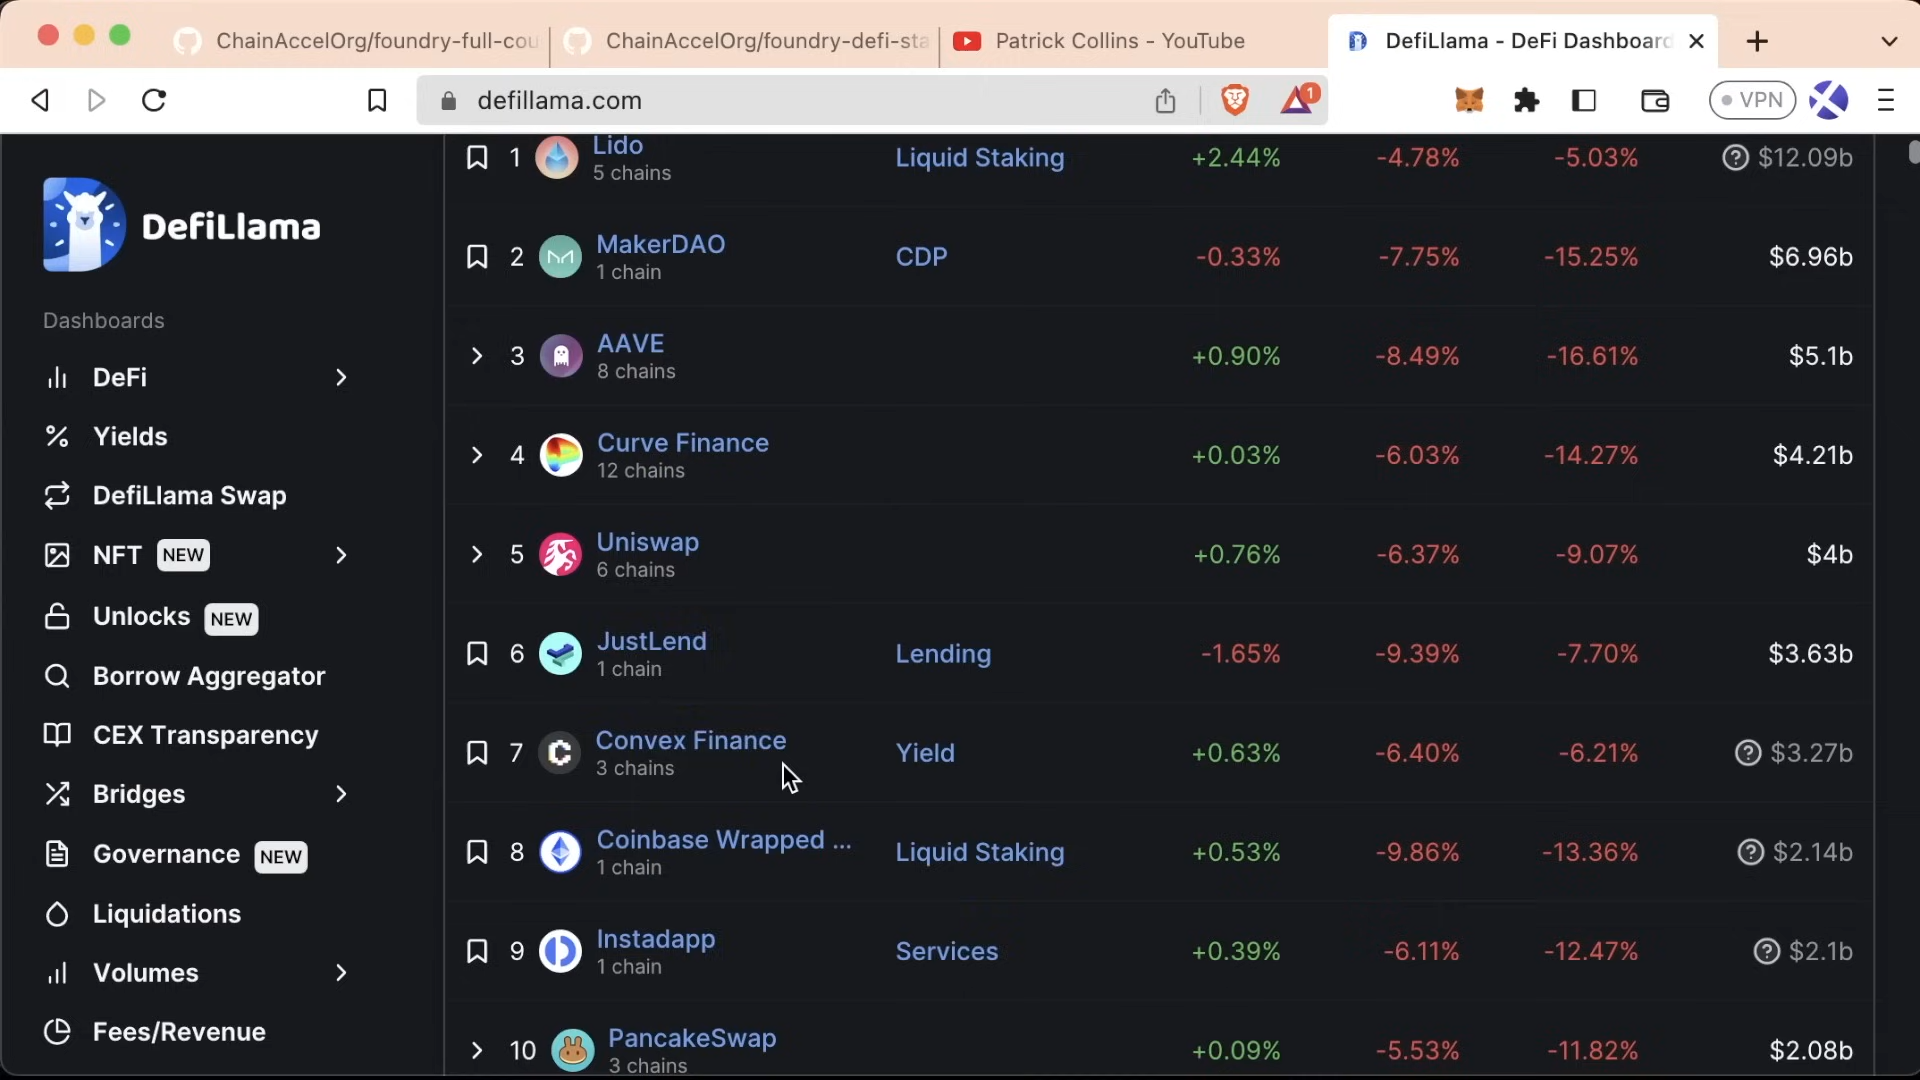 ChainAccelOrg/foundry-full-cou
ChainAccelOrg/foundry-defi-sta
Patrick Collins - YouTube
DefiLlama - DeFi Dashboard
defillama.com
1
VPN
DefiLlama
Dashboards
DeFi
Yields
DefiLlama Swap
NFT NEW
Unlocks NEW
Borrow Aggregator
CEX Transparency
Bridges
Governance NEW
Liquidations
Volumes
Fees/Revenue
1 Lido Liquid Staking +2.44% -4.78% -5.03% $12.09b
5 chains
2 MakerDAO CDP -0.33% -7.75% -15.25% $6.96b
1 chain
3 AAVE +0.90% -8.49% -16.61% $5.1b
8 chains
4 Curve Finance +0.03% -6.03% -14.27% $4.21b
12 chains
5 Uniswap +0.76% -6.37% -9.07% $4b
6 chains
6 JustLend Lending -1.65% -9.39% -7.70% $3.63b
1 chain
7 Convex Finance Yield +0.63% -6.40% -6.21% $3.27b
3 chains
8 Coinbase Wrapped ... Liquid Staking +0.53% -9.86% -13.36% $2.14b
1 chain
9 Instadapp Services +0.39% -6.11% -12.47% $2.1b
1 chain
10 PancakeSwap +0.09% -5.53% -11.82% $2.08b
3 chains